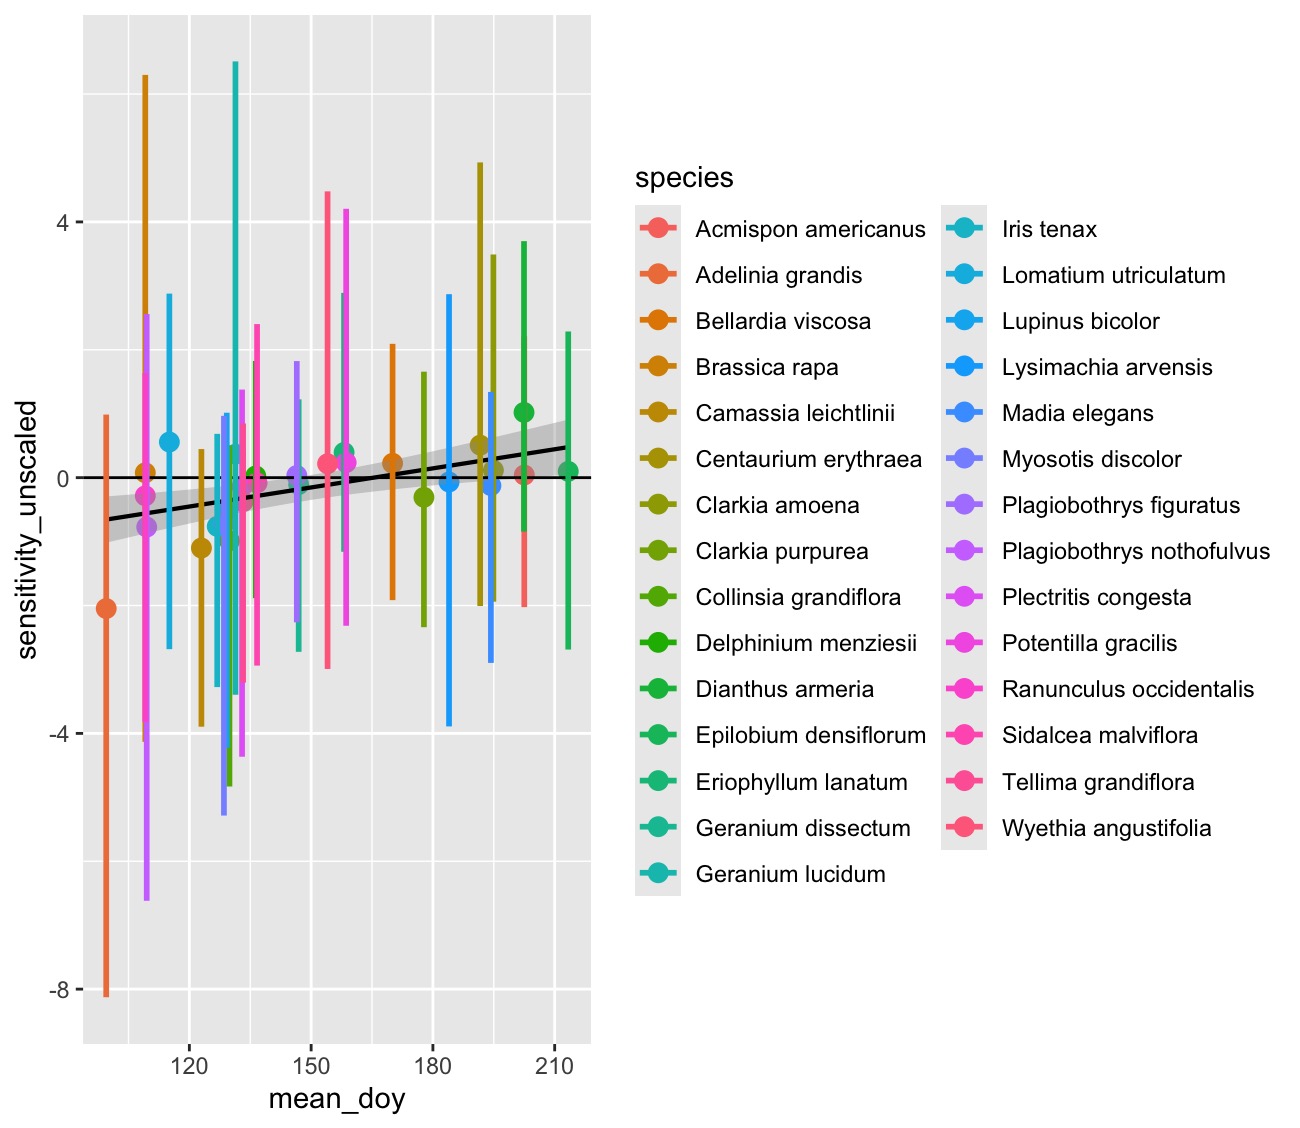 sensitivity_unscaled
4
0
-4
-8
120 150 180 210
mean_doy
species
Acmispon americanus
Adelinia grandis
Bellardia viscosa
Brassica rapa
Camassia leichtlinii
Centaurium erythraea
Clarkia amoena
Clarkia purpurea
Collinsia grandiflora
Delphinium menziesii
Dianthus armeria
Epilobium densiflorum
Eriophyllum lanatum
Geranium dissectum
Geranium lucidum
Iris tenax
Lomatium utriculatum
Lupinus bicolor
Lysimachia arvensis
Madia elegans
Myosotis discolor
Plagiobothrys figuratus
Plagiobothrys nothofulvus
Plectritis congesta
Potentilla gracilis
Ranunculus occidentalis
Sidalcea malviflora
Tellima grandiflora
Wyethia angustifolia